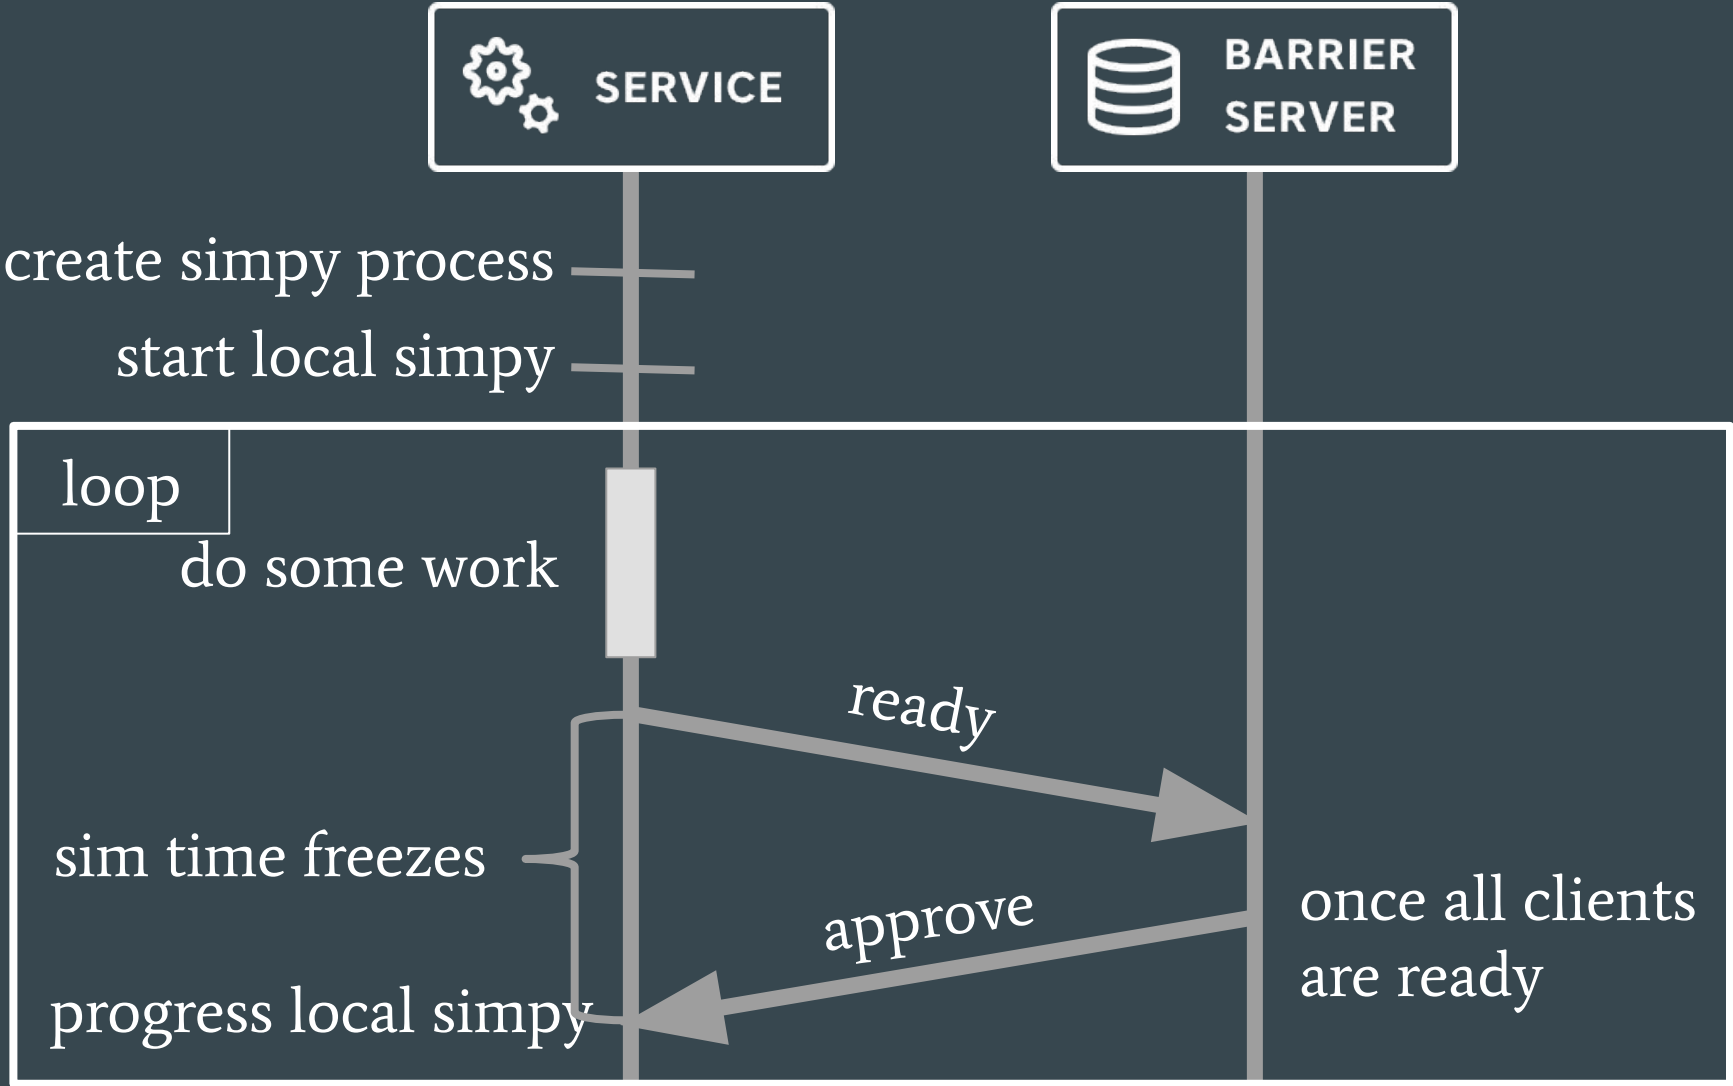 SERVICE
BARRIER
SERVER
create simpy process
start local simpy
loop
do some work
ready
sim time freezes
approve
once all clients
are ready
progress local simpy